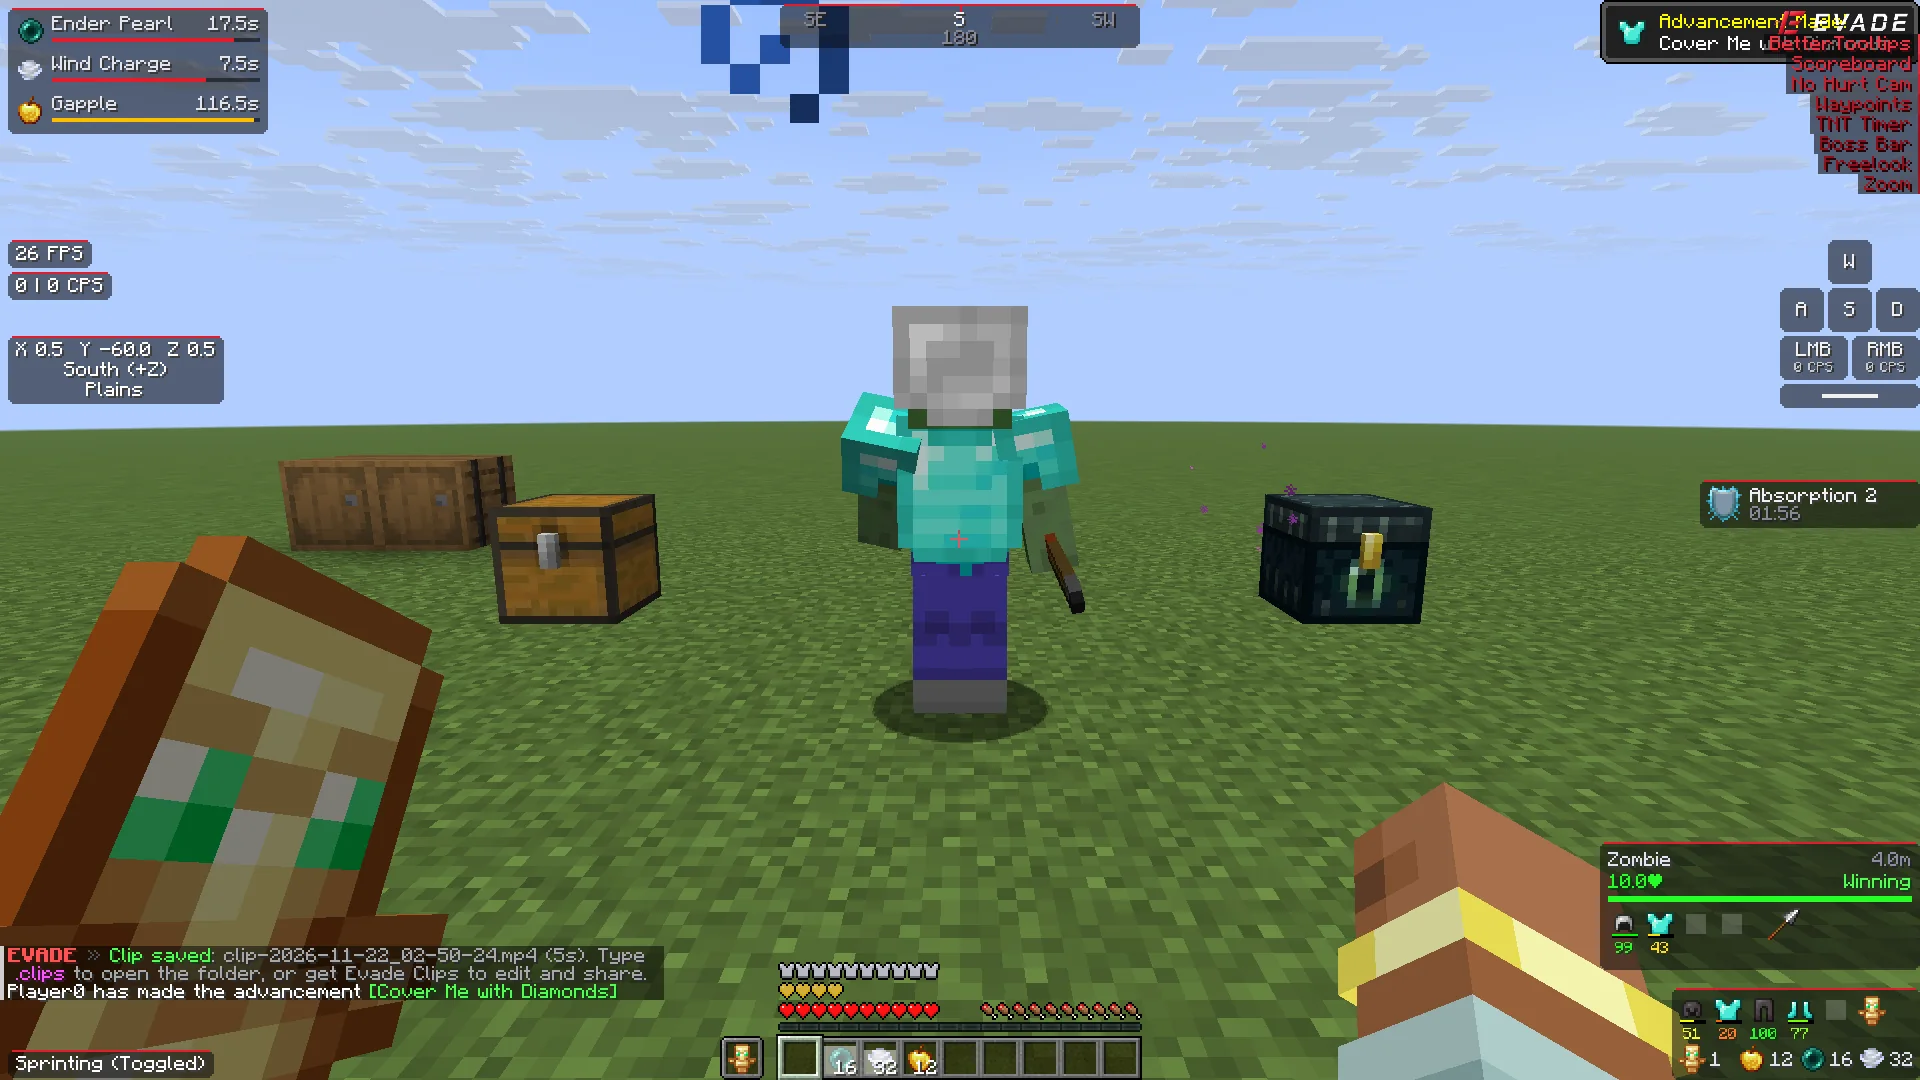 Ender Pearl 17.5s
Wind Charge 7.5s
Gapple 116.5s
SE S SW
180
Advancement Made!
Cover Me w
EVADE
Better Tooltips
Scoreboard
No Hurt Cam
Waypoints
TNT Timer
Boss Bar
Freelook
Zoom
26 FPS
0 | 0 CPS
X 0.5 Y -60.0 Z 0.5
South (+Z)
Plains
W
A S D
LMB RMB
0 CPS 0 CPS
Absorption 2
01:56
Zombie 4.0m
10.0♥ Winning
99 43
EVADE » Clip saved: clip-2026-11-22_02-50-24.mp4 (5s). Type
.clips to open the folder, or get Evade Clips to edit and share.
Player0 has made the advancement [Cover Me with Diamonds]
Sprinting (Toggled)
16 32 12
51 20 100 77
1 12 16 32